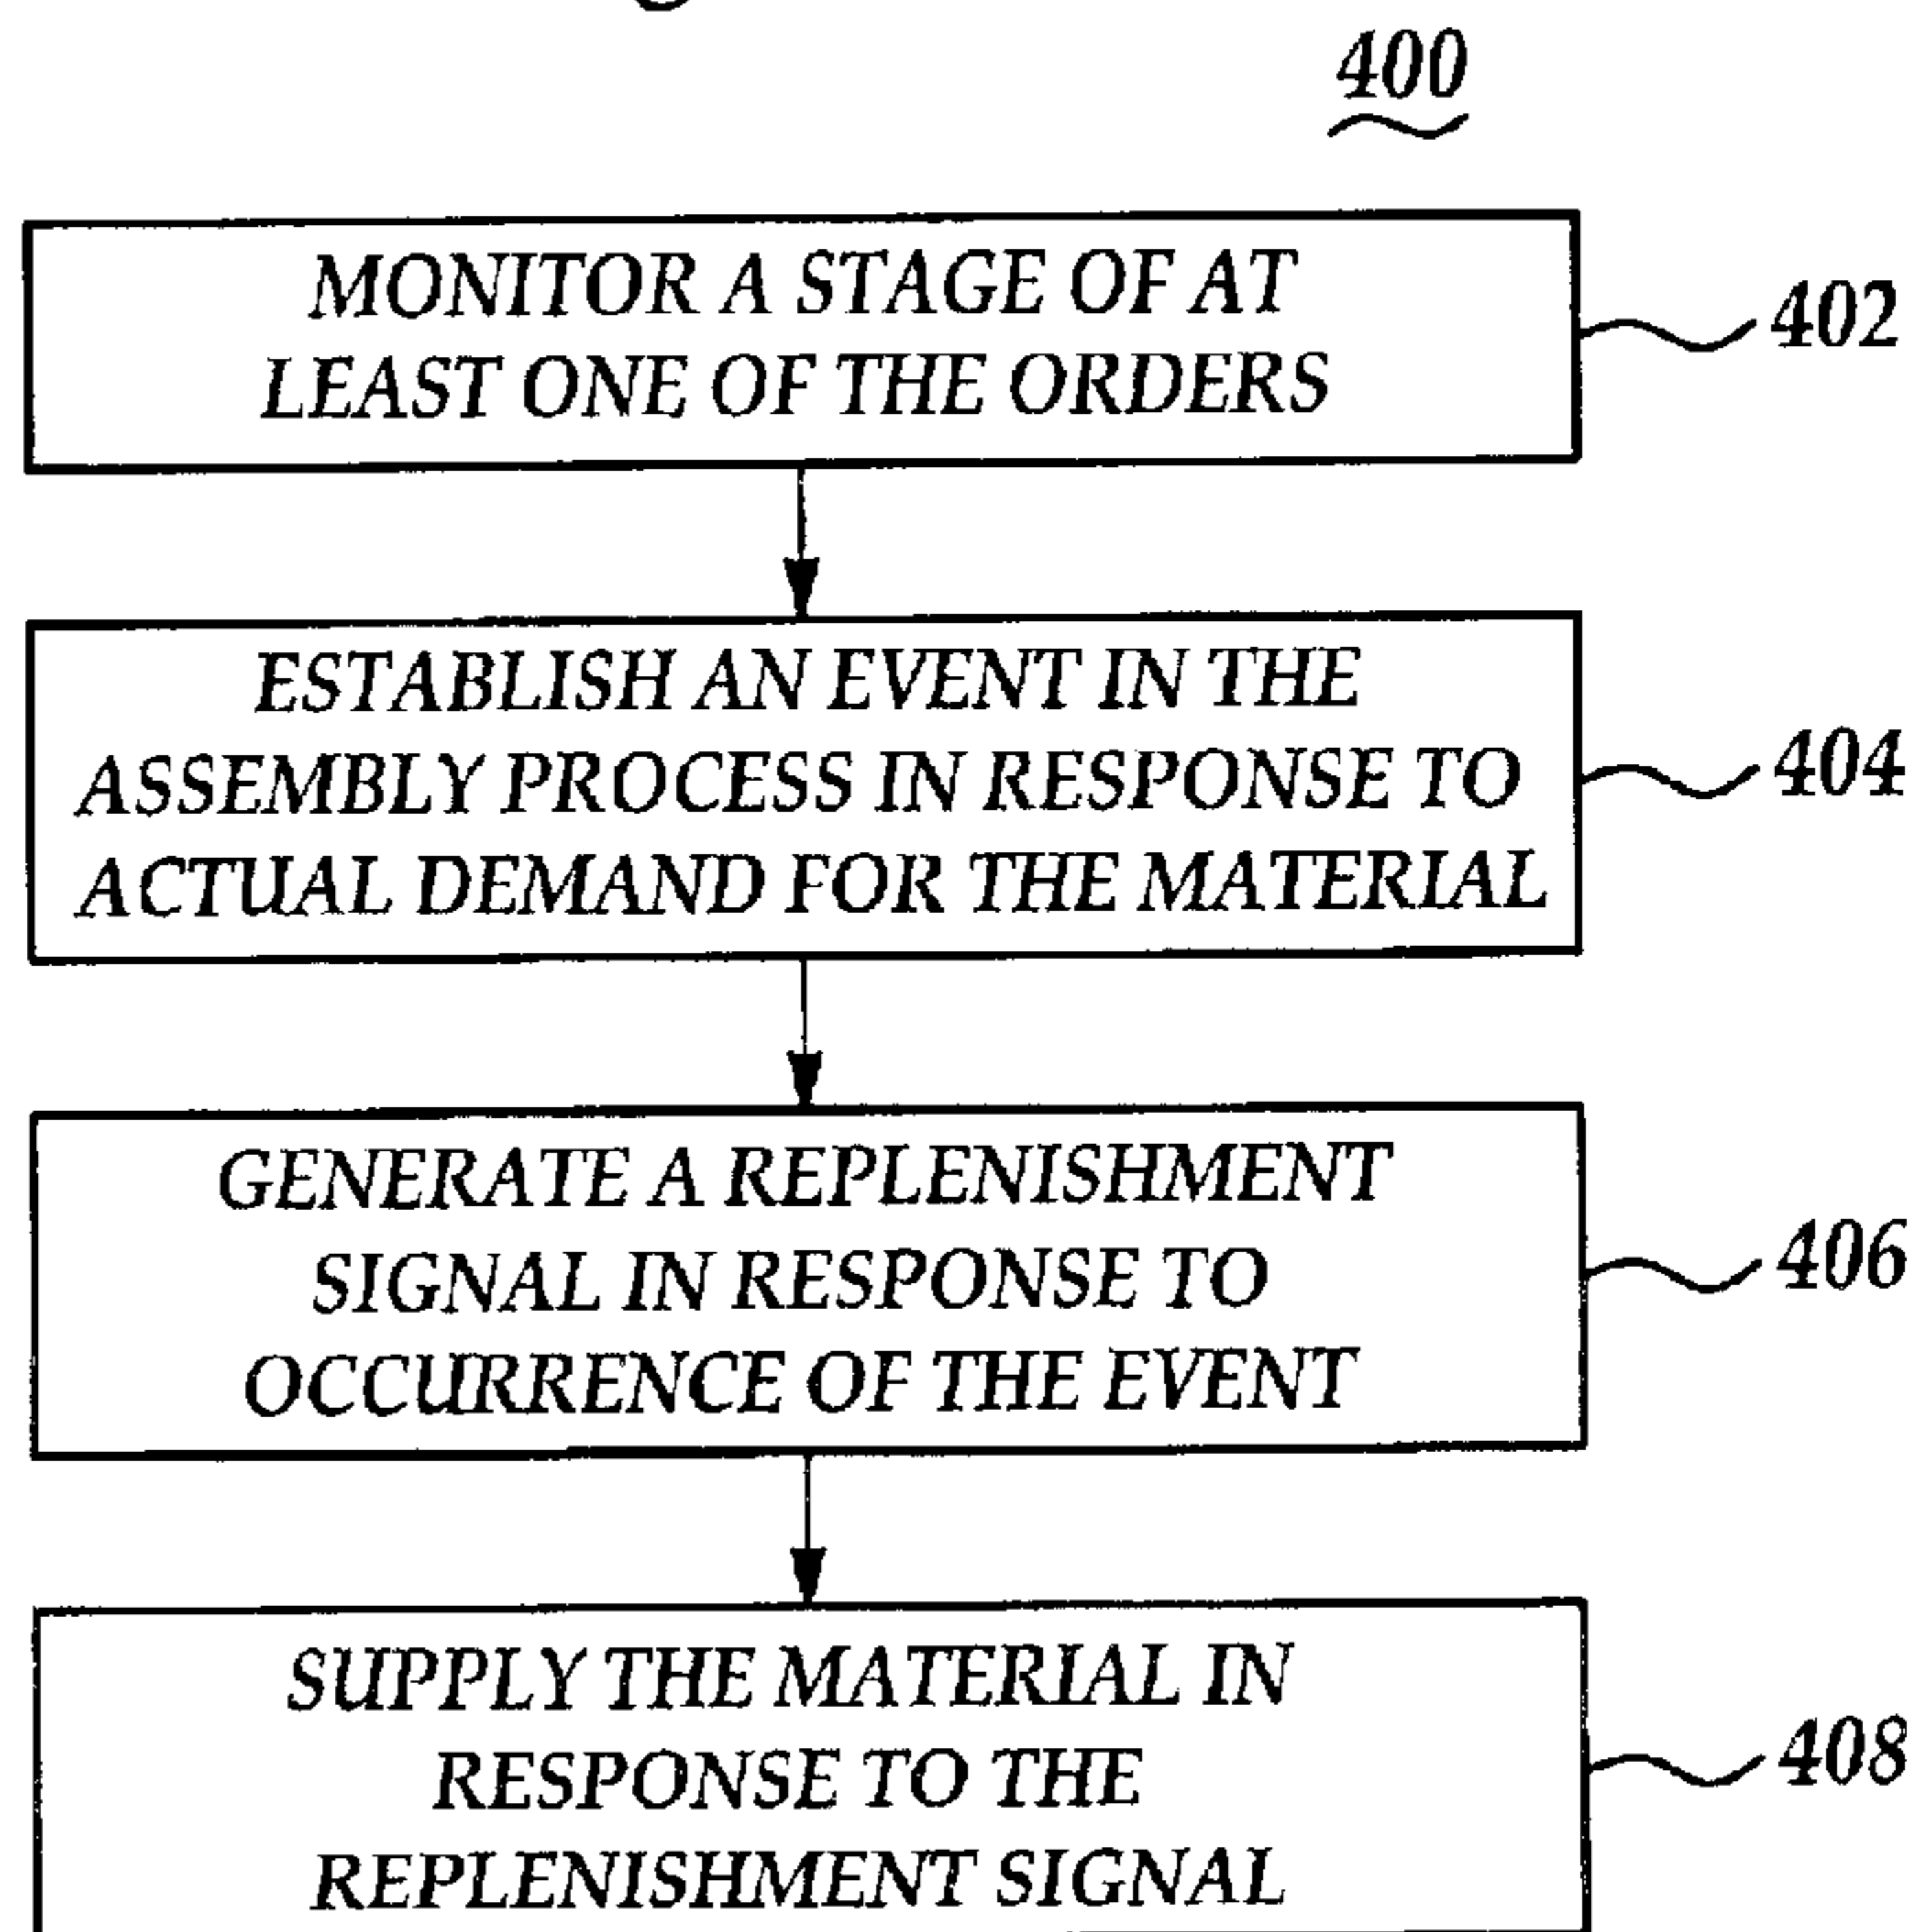 400
MONITOR A STAGE OF AT
LEAST ONE OF THE ORDERS
402
ESTABLISH AN EVENT IN THE
ASSEMBLY PROCESS IN RESPONSE TO
ACTUAL DEMAND FOR THE MATERIAL
404
GENERATE A REPLENISHMENT
SIGNAL IN RESPONSE TO
OCCURRENCE OF THE EVENT
406
SUPPLY THE MATERIAL IN
RESPONSE TO THE
REPLENISHMENT SIGNAL
408